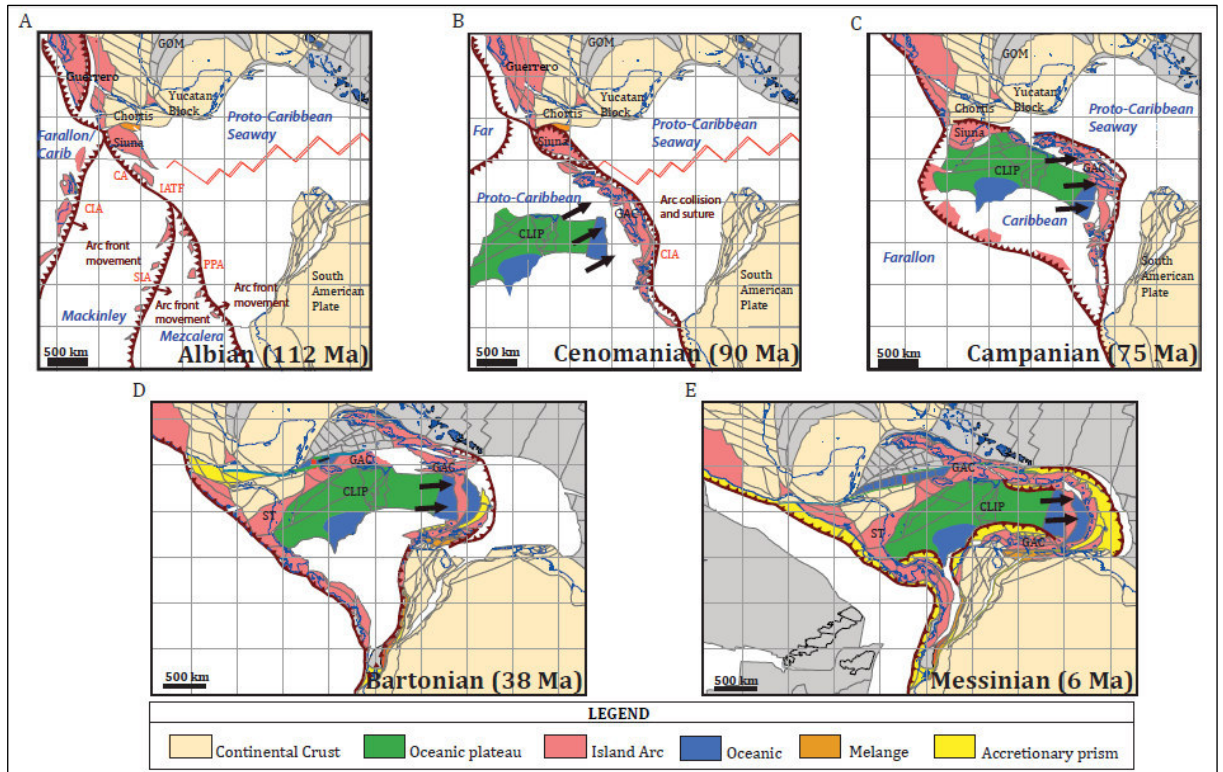 A
GOM
Guerrero
Yucatan
Block
Chortis
Proto-Caribbean
Seaway
Farallon/
Carib
Siuna
CA
IATF
CIA
Arc front
movement
SIA
PPA
Arc front
movement
Arc front
movement
South
American
Plate
Mackinley
Mezcalera
500 km
Albian (112 Ma)
B
GOM
Guerrero
Yucatan
Block
Chortis
Far
Siuna
Proto-Caribbean
Seaway
Proto-Caribbean
GAC
Arc collision
and suture
CLIP
CIA
South
American
Plate
500 km
Cenomanian (90 Ma)
C
GOM
Chortis
Yucatan
Block
Proto-Caribbean
Seaway
Siuna
CLIP
GAC
Caribbean
Farallon
South
American
Plate
500 km
Campanian (75 Ma)
D
GAC
GAC
CLIP
ST
500 km
Bartonian (38 Ma)
E
GAC
CLIP
ST
GAC
500 km
Messinian (6 Ma)
LEGEND
Continental Crust
Oceanic plateau
Island Arc
Oceanic
Melange
Accretionary prism